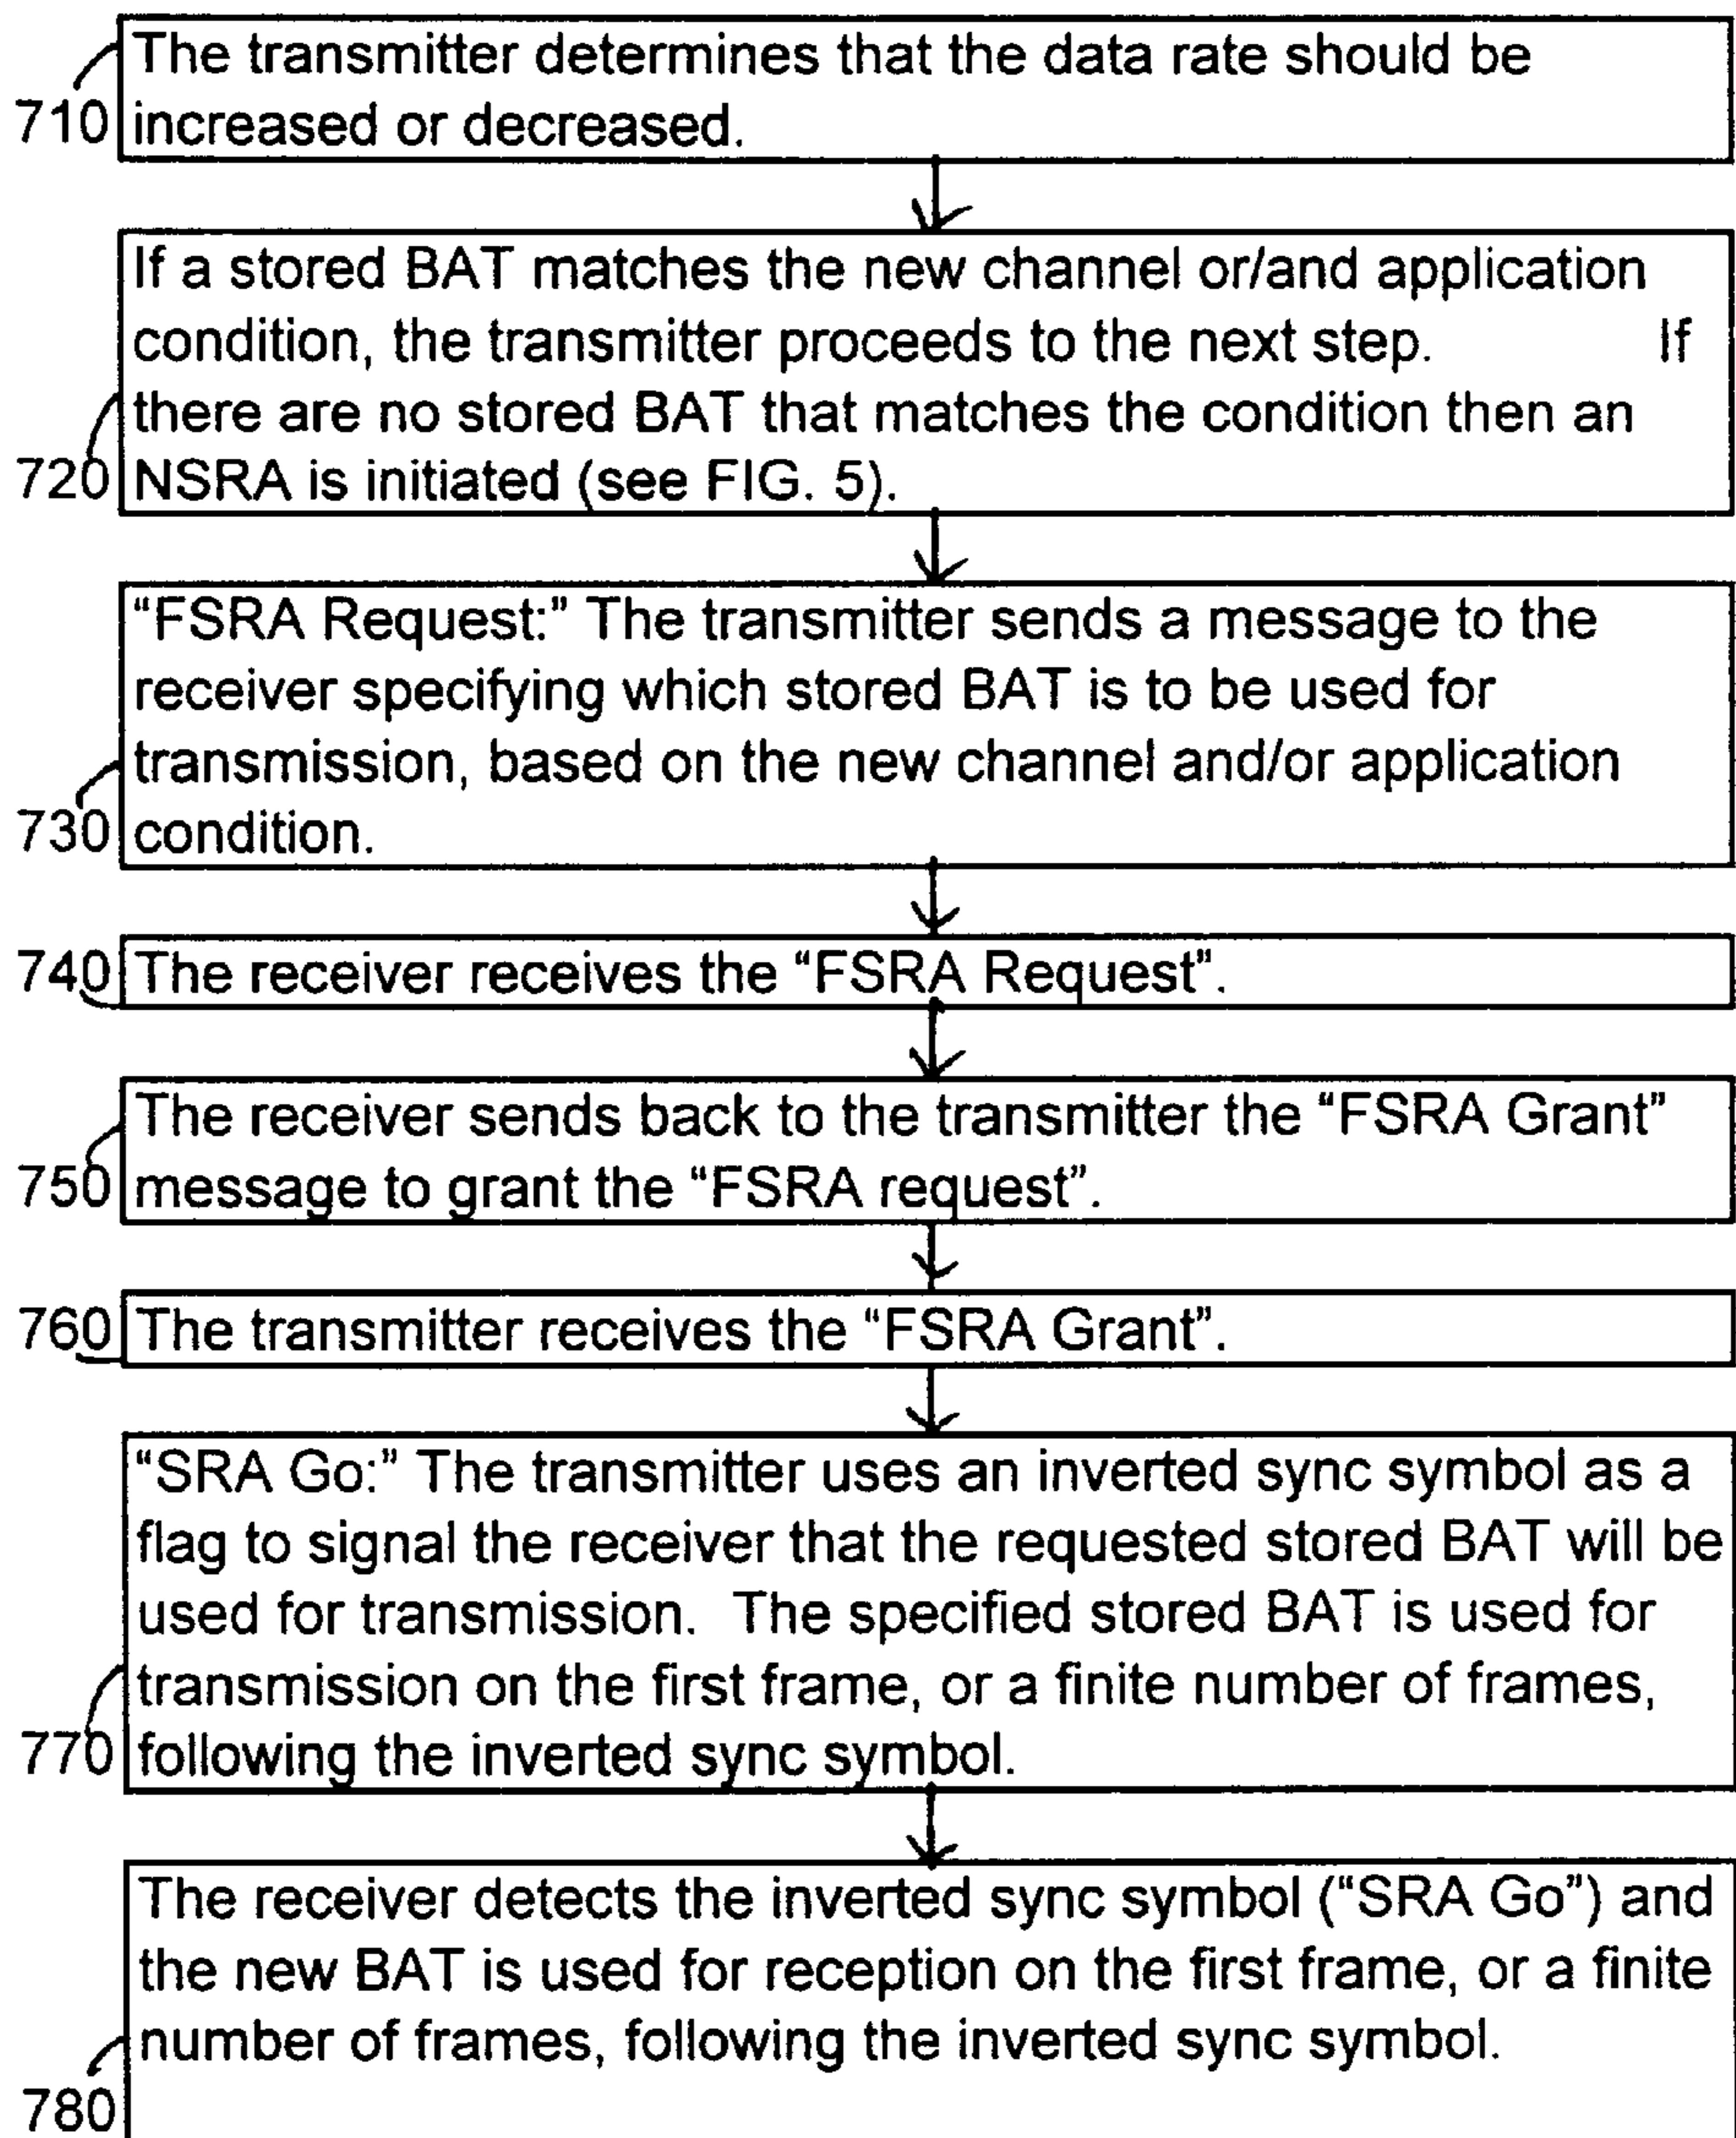 The transmitter determines that the data rate should be
710 increased or decreased.
If a stored BAT matches the new channel or/and application
condition, the transmitter proceeds to the next step. If
there are no stored BAT that matches the condition then an
720 NSRA is initiated (see FIG. 5).
“FSRA Request:” The transmitter sends a message to the
receiver specifying which stored BAT is to be used for
transmission, based on the new channel and/or application
730 condition.
740 The receiver receives the “FSRA Request”.
The receiver sends back to the transmitter the “FSRA Grant”
750 message to grant the “FSRA request”.
760 The transmitter receives the “FSRA Grant”.
“SRA Go:” The transmitter uses an inverted sync symbol as a
flag to signal the receiver that the requested stored BAT will be
used for transmission. The specified stored BAT is used for
transmission on the first frame, or a finite number of frames,
770 following the inverted sync symbol.
The receiver detects the inverted sync symbol (“SRA Go”) and
the new BAT is used for reception on the first frame, or a finite
number of frames, following the inverted sync symbol.
780